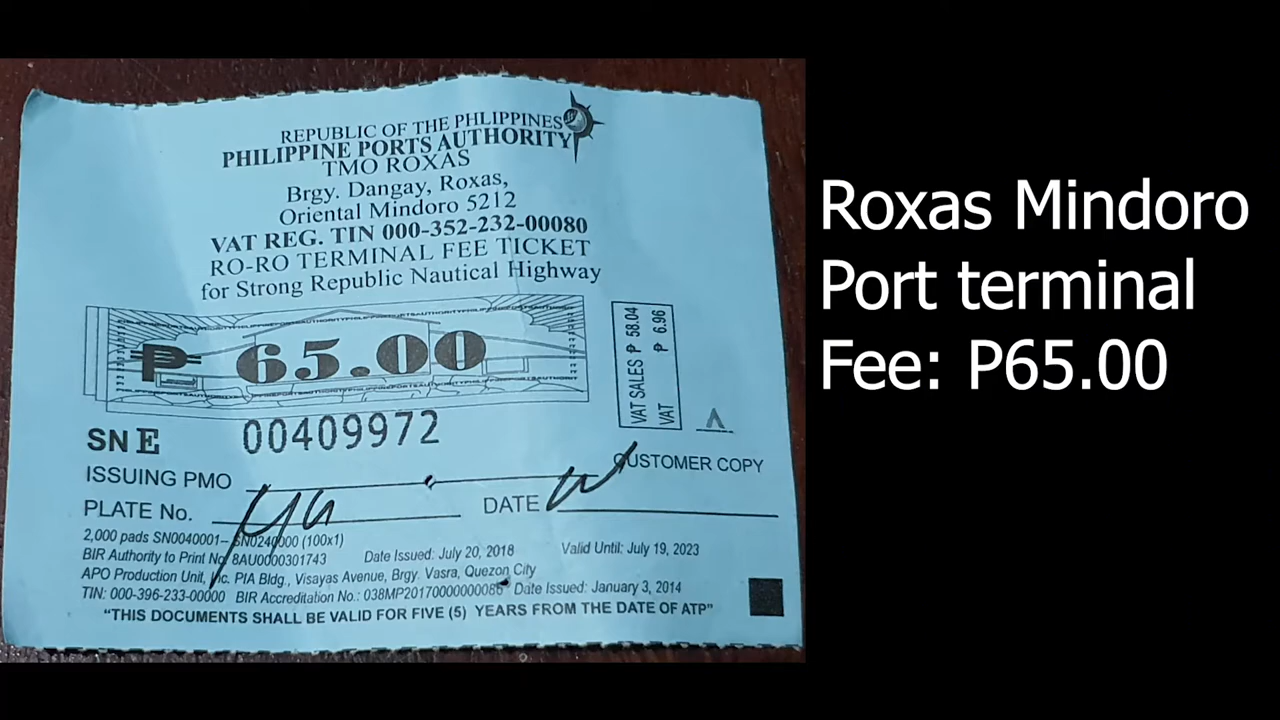 REPUBLIC OF THE PHILIPPINES
PHILIPPINE PORTS AUTHORITY
TMO ROXAS
Brgy. Dangay, Roxas,
Oriental Mindoro 5212
VAT REG. TIN 000-352-232-00080
RO-RO TERMINAL FEE TICKET
for Strong Republic Nautical Highway
₱ 65.00
VAT SALES ₱ 58.04
VAT ₱ 6.96
SN E 00409972
ISSUING PMO
CUSTOMER COPY
PLATE No.
DATE
2,000 pads SN0040001– SN0240000 (100x1)
BIR Authority to Print No. 8AU0000301743 Date Issued: July 20, 2018 Valid Until: July 19, 2023
APO Production Unit, Inc. PIA Bldg., Visayas Avenue, Brgy. Vasra, Quezon City
TIN: 000-396-233-00000 BIR Accreditation No.: 038MP20170000000086 Date Issued: January 3, 2014
“THIS DOCUMENTS SHALL BE VALID FOR FIVE (5) YEARS FROM THE DATE OF ATP”
Roxas Mindoro
Port terminal
Fee: P65.00